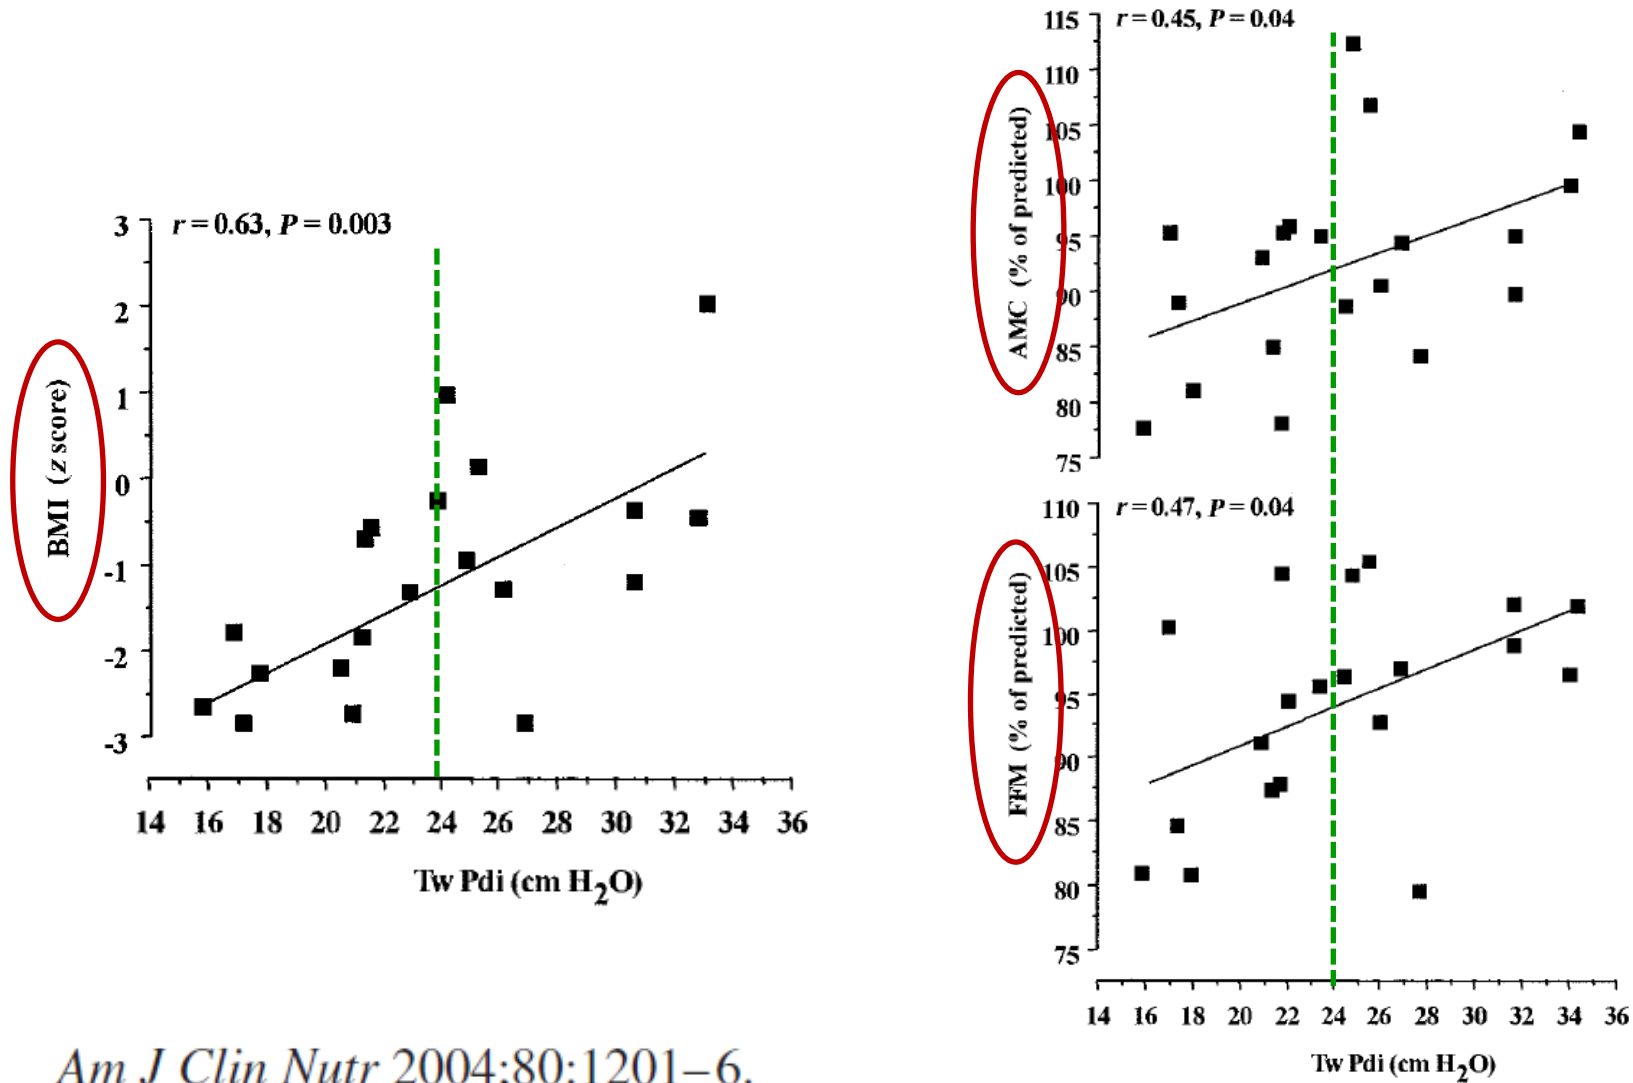 r = 0.63, P = 0.003
BMI (z score)
3
2
1
0
-1
-2
-3
14 16 18 20 22 24 26 28 30 32 34 36
Tw Pdi (cm H2O)
r = 0.45, P = 0.04
AMC (% of predicted)
115
110
105
100
95
90
85
80
75
r = 0.47, P = 0.04
FFM (% of predicted)
110
105
100
95
90
85
80
75
14 16 18 20 22 24 26 28 30 32 34 36
Tw Pdi (cm H2O)
Am J Clin Nutr 2004;80:1201–6.